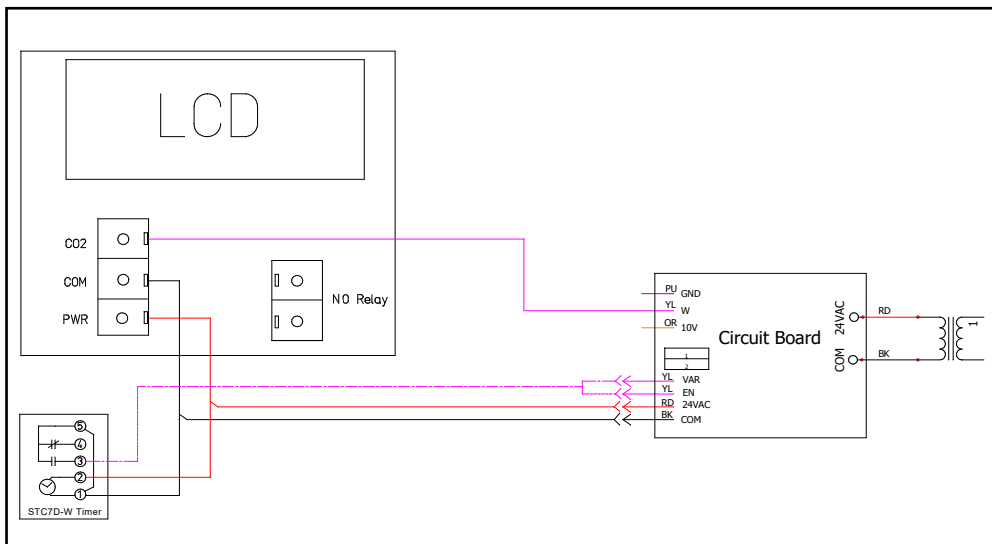 LCD
CO2
COM
PWR
NO Relay
PU GND
YL W
OR 10V
1
2
YL VAR
YL EN
RD 24VAC
BK COM
Circuit Board
24VAC
COM
RD
BK
1
5
4
3
2
1
STC7D-W Timer